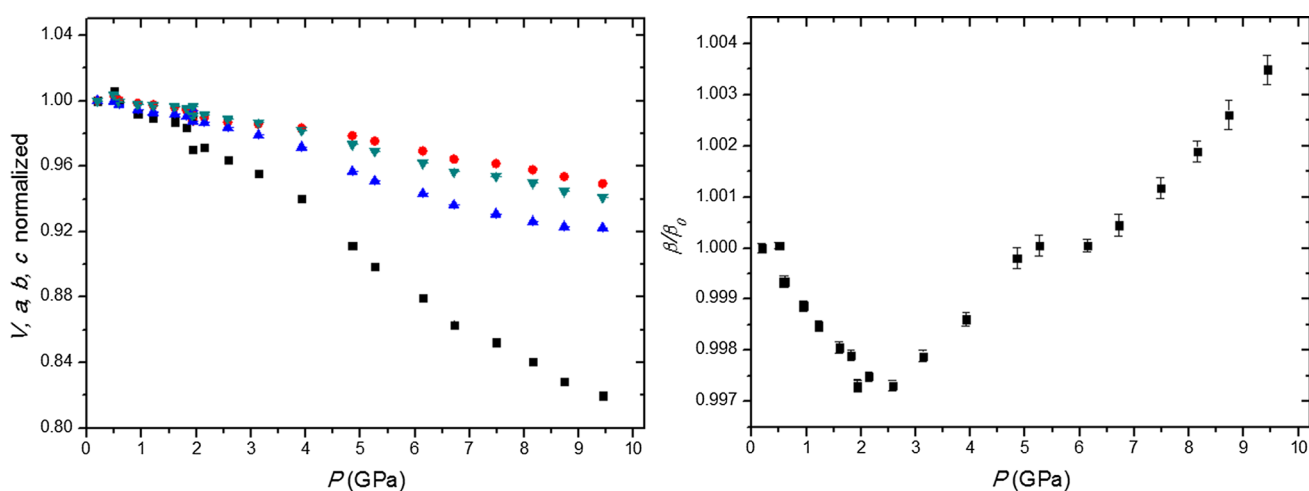 1.04
1.00
0.96
0.92
0.88
0.84
0.80
V, a, b, c normalized
0 1 2 3 4 5 6 7 8 9 10
P (GPa)
1.004
1.003
1.002
1.001
1.000
0.999
0.998
0.997
β/β0
0 1 2 3 4 5 6 7 8 9 10
P (GPa)